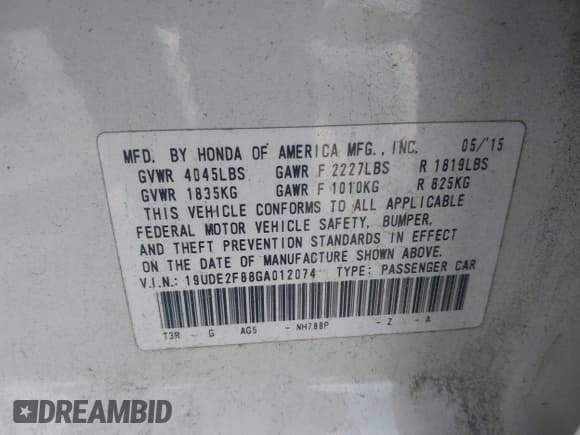 MFD. BY HONDA OF AMERICA MFG., INC. 05/'15
GVWR 4045LBS GAWR F 2227LBS R 1819LBS
GVWR 1835KG GAWR F 1010KG R 825KG
THIS VEHICLE CONFORMS TO ALL APPLICABLE
FEDERAL MOTOR VEHICLE SAFETY, BUMPER,
AND THEFT PREVENTION STANDARDS IN EFFECT
ON THE DATE OF MANUFACTURE SHOWN ABOVE.
V.I.N.: 19UDE2F88GA012074 TYPE: PASSENGER CAR
T3R - G AG5 - NH788P - Z - A
DREAMBID